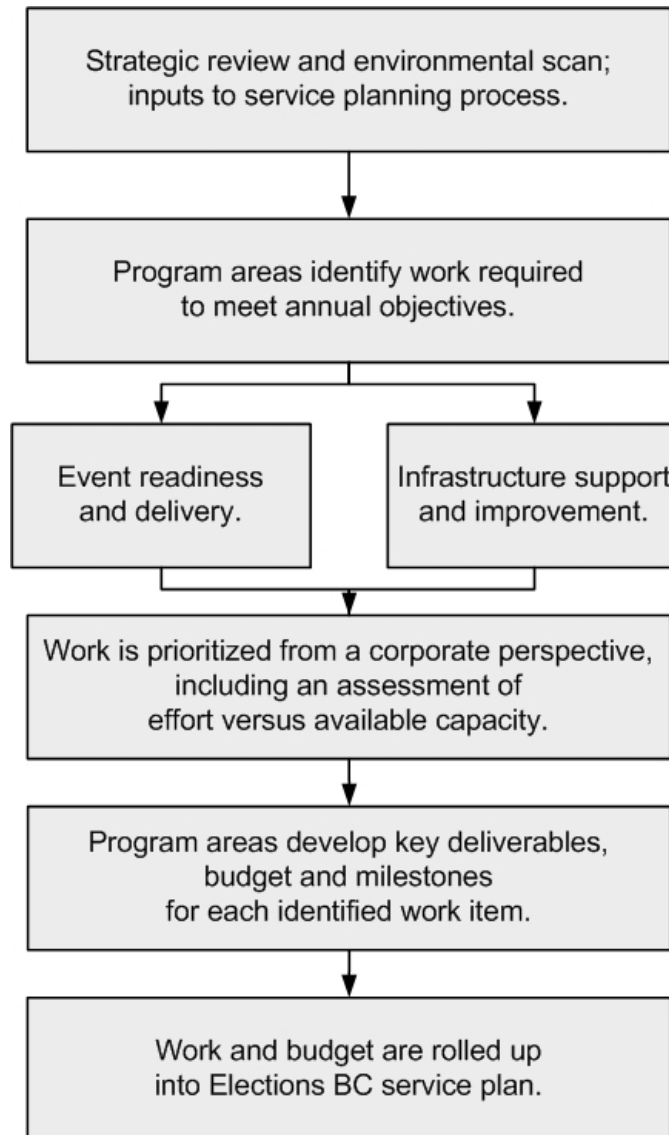 Strategic review and environmental scan;
inputs to service planning process.
Program areas identify work required
to meet annual objectives.
Event readiness
and delivery.
Infrastructure support
and improvement.
Work is prioritized from a corporate perspective,
including an assessment of
effort versus available capacity.
Program areas develop key deliverables,
budget and milestones
for each identified work item.
Work and budget are rolled up
into Elections BC service plan.